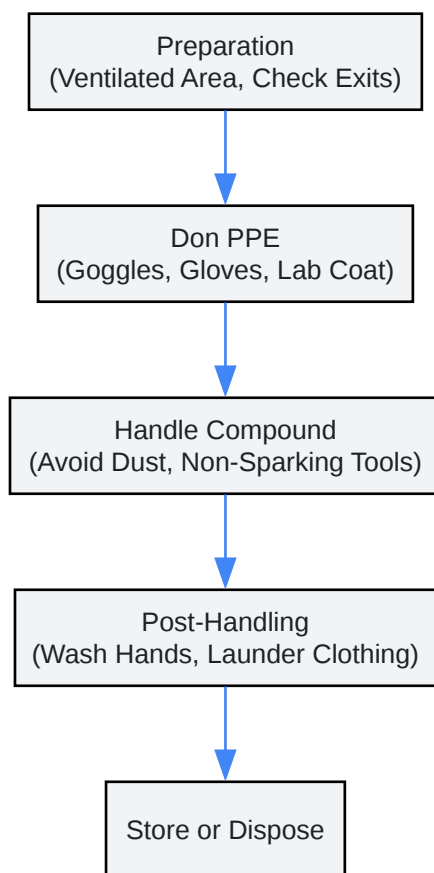 Preparation
(Ventilated Area, Check Exits)
Don PPE
(Goggles, Gloves, Lab Coat)
Handle Compound
(Avoid Dust, Non-Sparking Tools)
Post-Handling
(Wash Hands, Launder Clothing)
Store or Dispose